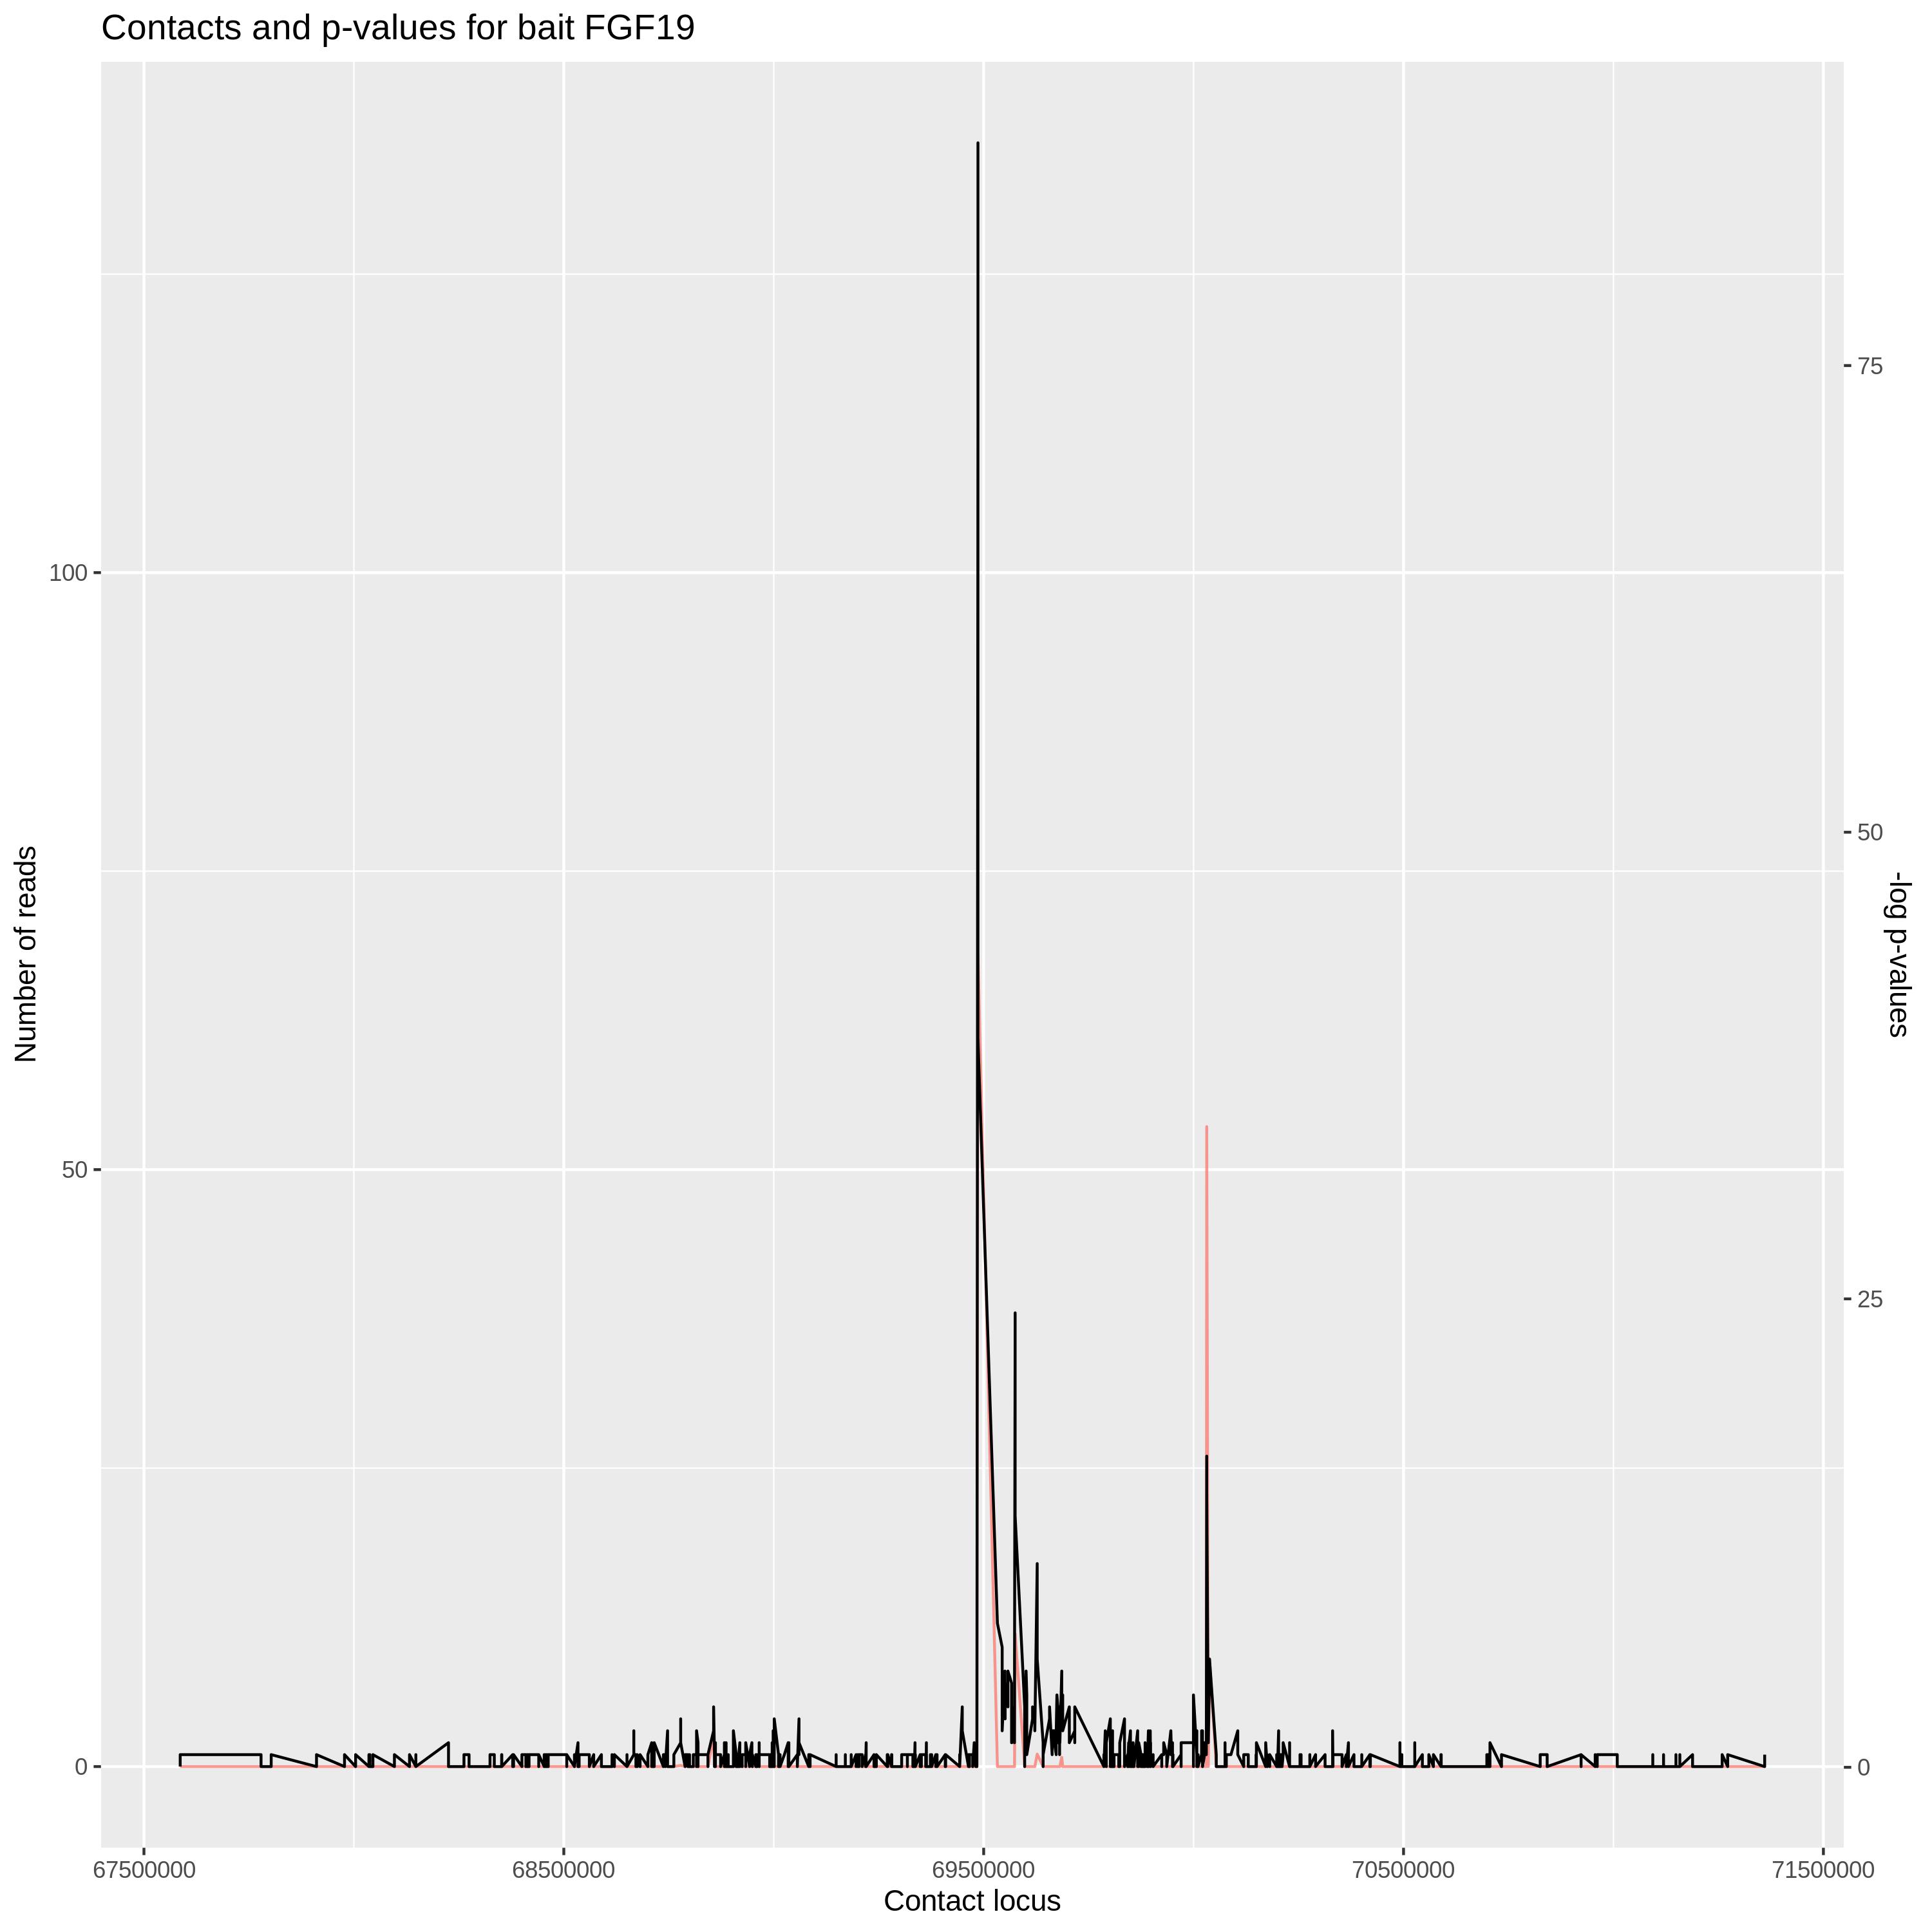 Contacts and p-values for bait FGF19
75
100
50
Number of reads
-log p-values
50
25
0
0
67500000 68500000 69500000 70500000 71500000
Contact locus